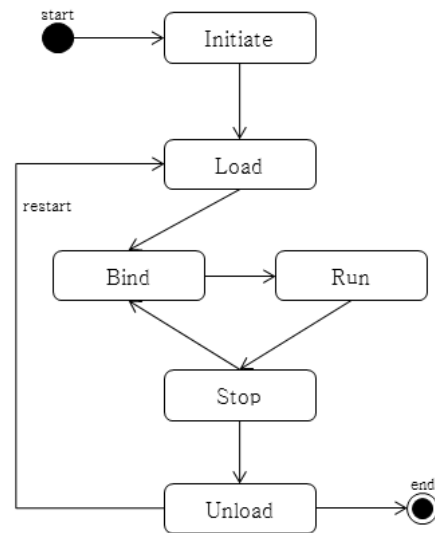 start
Initiate
Load
restart
Bind
Run
Stop
end
Unload